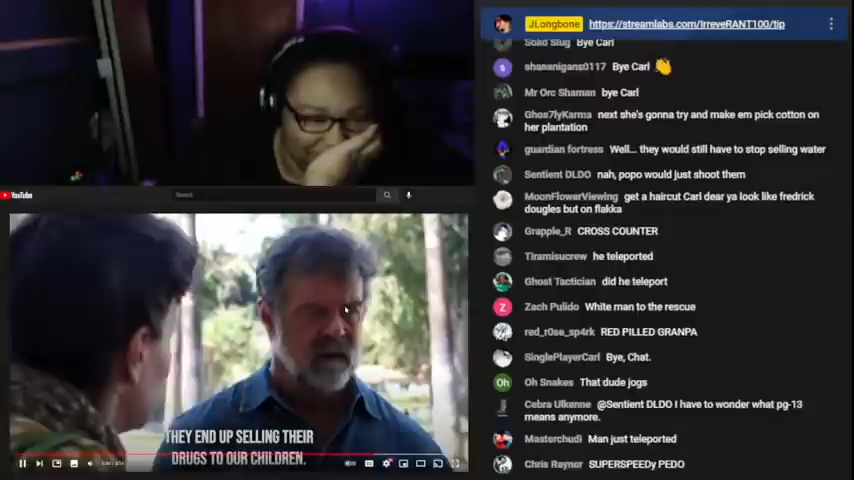 JLongbone https://streamlabs.com/IrreveRANT100/tip
Solid Slug Bye Carl
shananigans0117 Bye Carl 👏
Mr Orc Shaman bye Carl
Ghos7lyKarma next she's gonna try and make em pick cotton on
her plantation
guardian fortress Well... they would still have to stop selling water
Sentient DLDO nah, popo would just shoot them
MoonFlowerViewing get a haircut Carl dear ya look like fredrick
dougles but on flakka
Grapple_R CROSS COUNTER
Tiramisucrew he teleported
Ghost Tactician did he teleport
Zach Pulido White man to the rescue
red_r0se_sp4rk RED PILLED GRANPA
SinglePlayerCarl Bye, Chat.
Oh Snakes That dude jogs
Cebra Ulkenne @Sentient DLDO I have to wonder what pg-13
means anymore.
Masterchudi Man just teleported
Chris Raynor SUPERSPEEDy PEDO
YouTube
Search
THEY END UP SELLING THEIR
DRUGS TO OUR CHILDREN.